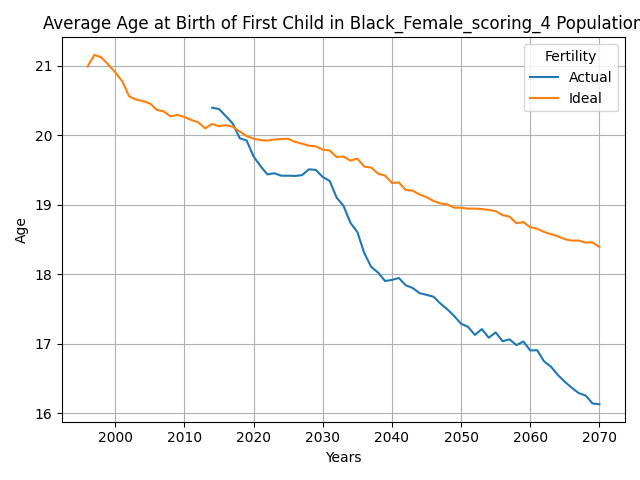 Average Age at Birth of First Child in Black_Female_scoring_4 Population
Fertility
Actual
Ideal
Age
21
20
19
18
17
16
2000 2010 2020 2030 2040 2050 2060 2070
Years